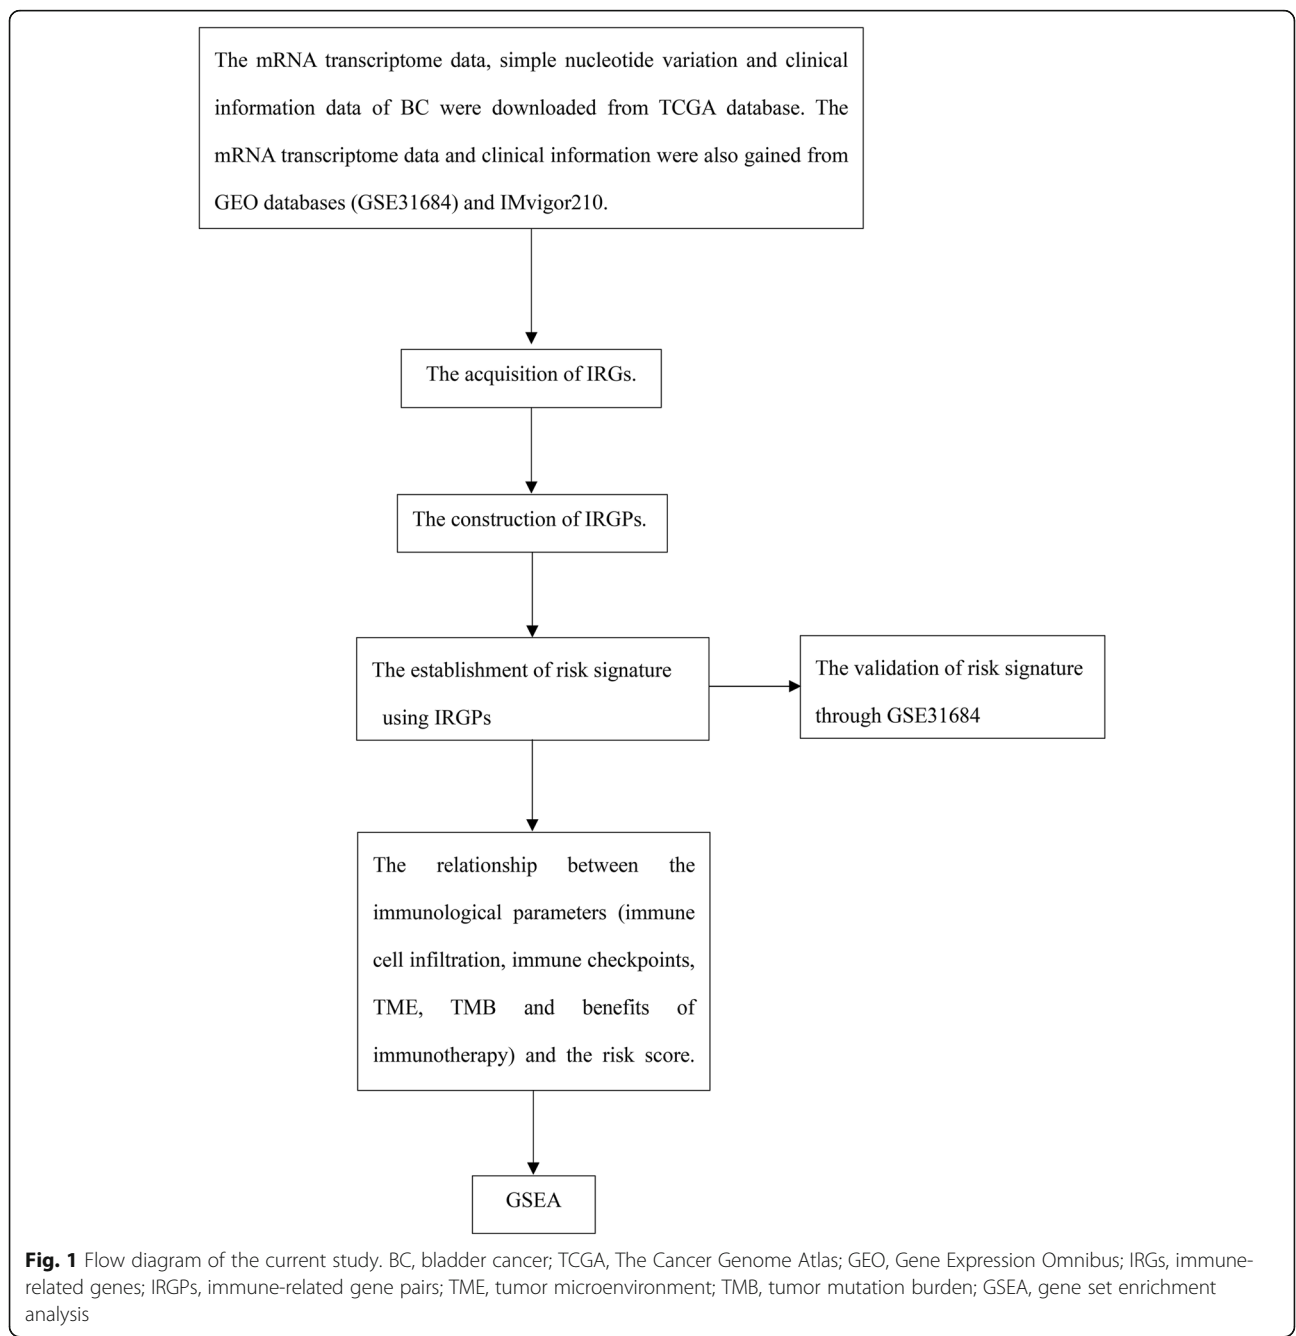 The mRNA transcriptome data, simple nucleotide variation and clinical
information data of BC were downloaded from TCGA database. The
mRNA transcriptome data and clinical information were also gained from
GEO databases (GSE31684) and IMvigor210.
The acquisition of IRGs.
The construction of IRGPs.
The establishment of risk signature
using IRGPs
The validation of risk signature
through GSE31684
The relationship between the
immunological parameters (immune
cell infiltration, immune checkpoints,
TME, TMB and benefits of
immunotherapy) and the risk score.
GSEA
Fig. 1 Flow diagram of the current study. BC, bladder cancer; TCGA, The Cancer Genome Atlas; GEO, Gene Expression Omnibus; IRGs, immune-
related genes; IRGPs, immune-related gene pairs; TME, tumor microenvironment; TMB, tumor mutation burden; GSEA, gene set enrichment
analysis